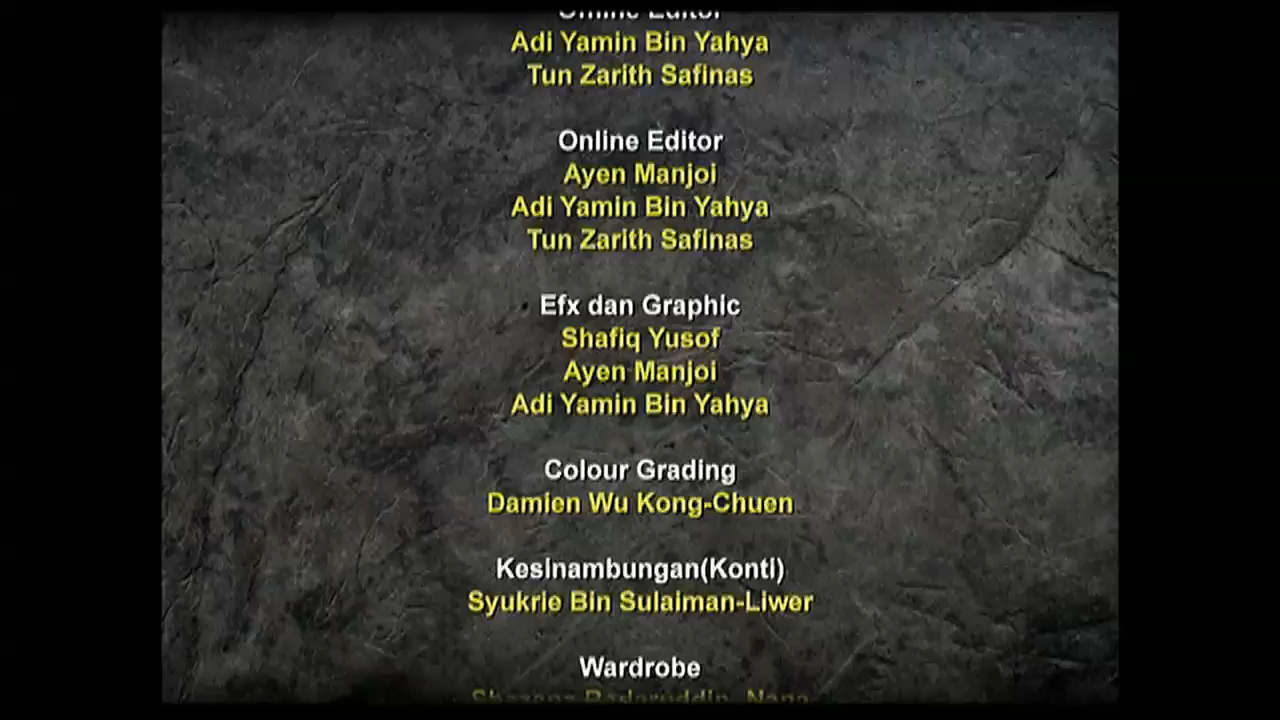 Adi Yamin Bin Yahya
Tun Zarith Safinas
Online Editor
Ayen Manjoi
Adi Yamin Bin Yahya
Tun Zarith Safinas
Efx dan Graphic
Shafiq Yusof
Ayen Manjoi
Adi Yamin Bin Yahya
Colour Grading
Damien Wu Kong-Chuen
Kesinambungan(Konti)
Syukrie Bin Sulaiman-Liwer
Wardrobe